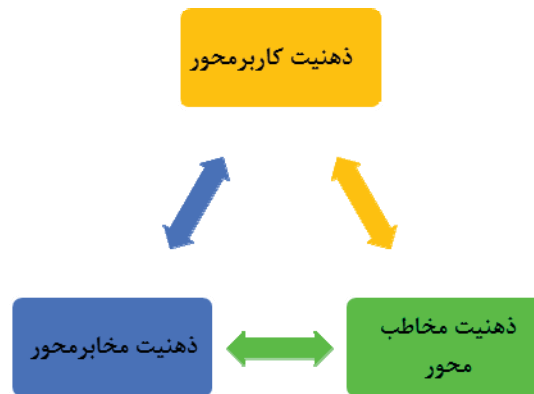 ذهنیت کاربرمحور
ذهنیت مخاطب
محور
ذهنیت مخابرمحور